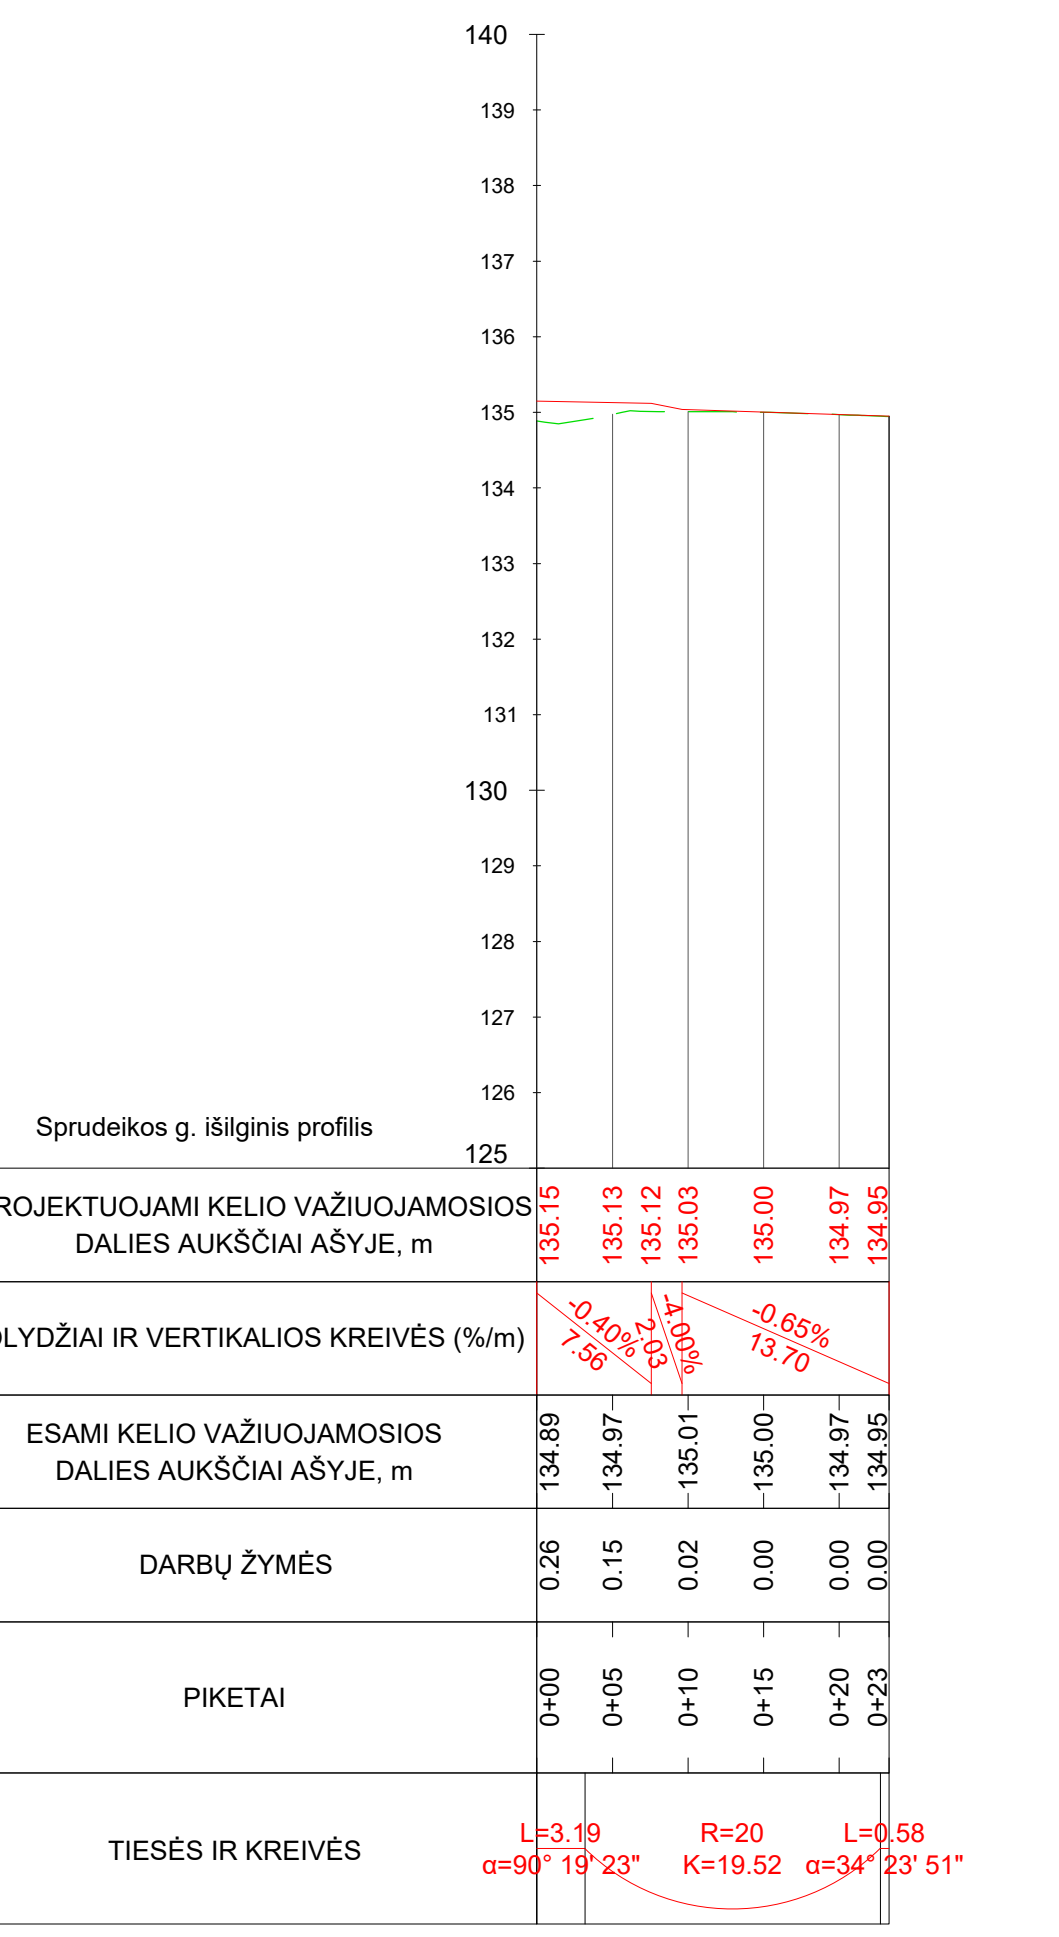 140
139
138
137
136
135
134
133
132
131
130
129
128
127
126
125
Sprudeikos g. išilginis profilis
ROJEKTUOJAMI KELIO VAŽIUOJAMOSIOS
DALIES AUKŠČIAI AŠYJE, m
135.15 135.13 135.12 135.03 135.00 134.97 134.95
LYDŽIAI IR VERTIKALIOS KREIVĖS (%/m)
-0.40% 7.56
2.03 -4.00%
-0.65% 13.70
ESAMI KELIO VAŽIUOJAMOSIOS
DALIES AUKŠČIAI AŠYJE, m
134.89 134.97 135.01 135.00 134.97 134.95
DARBŲ ŽYMĖS
0.26 0.15 0.02 0.00 0.00 0.00
PIKETAI
0+00 0+05 0+10 0+15 0+20 0+23
TIESĖS IR KREIVĖS
L=3.19 R=20 L=0.58
α=90° 19' 23" K=19.52 α=34° 23' 51"